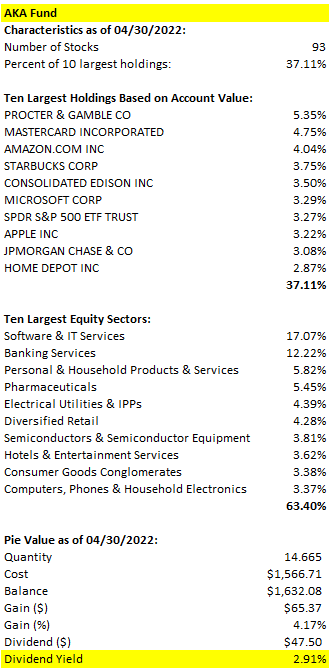 AKA Fund
Characteristics as of 04/30/2022:
Number of Stocks 93
Percent of 10 largest holdings: 37.11%
Ten Largest Holdings Based on Account Value:
PROCTER & GAMBLE CO 5.35%
MASTERCARD INCORPORATED 4.75%
AMAZON.COM INC 4.04%
STARBUCKS CORP 3.75%
CONSOLIDATED EDISON INC 3.50%
MICROSOFT CORP 3.29%
SPDR S&P 500 ETF TRUST 3.27%
APPLE INC 3.22%
JPMORGAN CHASE & CO 3.08%
HOME DEPOT INC 2.87%
37.11%
Ten Largest Equity Sectors:
Software & IT Services 17.07%
Banking Services 12.22%
Personal & Household Products & Services 5.82%
Pharmaceuticals 5.45%
Electrical Utilities & IPPs 4.39%
Diversified Retail 4.28%
Semiconductors & Semiconductor Equipment 3.81%
Hotels & Entertainment Services 3.62%
Consumer Goods Conglomerates 3.38%
Computers, Phones & Household Electronics 3.37%
63.40%
Pie Value as of 04/30/2022:
Quantity 14.665
Cost $1,566.71
Balance $1,632.08
Gain ($) $65.37
Gain (%) 4.17%
Dividend ($) $47.50
Dividend Yield 2.91%